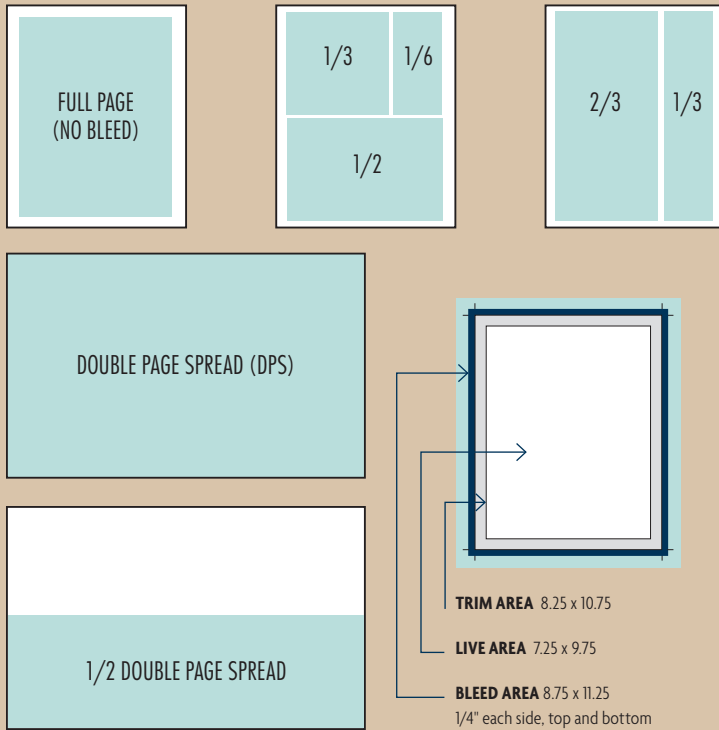 FULL PAGE
(NO BLEED)
1/3
1/6
1/2
2/3
1/3
DOUBLE PAGE SPREAD (DPS)
1/2 DOUBLE PAGE SPREAD
TRIM AREA 8.25 x 10.75
LIVE AREA 7.25 x 9.75
BLEED AREA 8.75 x 11.25
1/4" each side, top and bottom